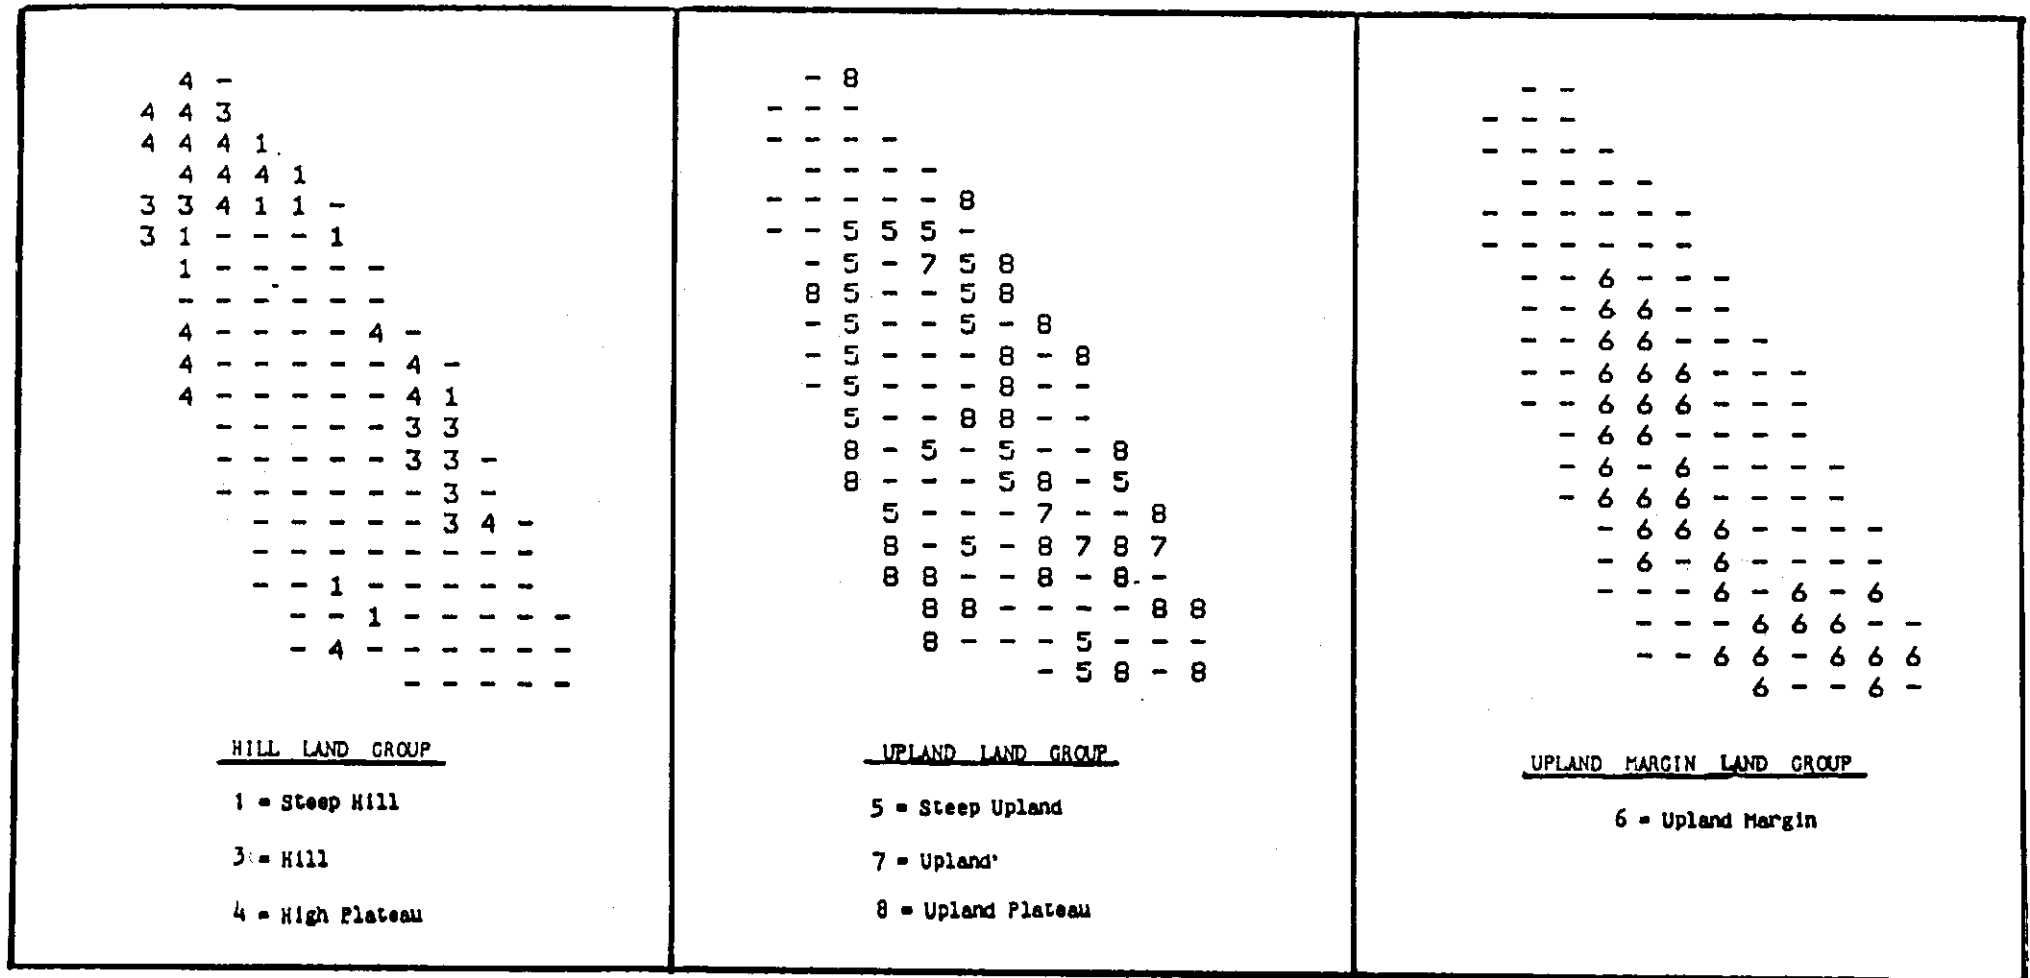 4 -
4 4 3
4 4 4 1
4 4 4 1
3 3 4 1 1 -
3 1 - - - 1
1 - - - - -
- - - - - -
4 - - - - 4 -
4 - - - - - 4 -
4 - - - - - 4 1
- - - - - 3 3
- - - - - 3 3 -
- - - - - - 3 -
- - - - - 3 4 -
- - - - - - - -
- - 1 - - - - -
- - 1 - - - - -
- 4 - - - - - -
- - - - -
HILL LAND GROUP
1 = Steep Hill
3 = Hill
4 = High Plateau
- 8
- - -
- - - -
- - - -
- - - - - 8
- - 5 5 5 -
- 5 - 7 5 8
8 5 - - 5 8
- 5 - - 5 - 8
- 5 - - - 8 - 8
- 5 - - - 8 - -
5 - - 8 8 - -
8 - 5 - 5 - - 8
8 - - - 5 8 - 5
5 - - - 7 - - 8
8 - 5 - 8 7 8 7
8 8 - - 8 - 8 -
8 8 - - - - 8 8
8 - - - 5 - - -
- 5 8 - 8
UPLAND LAND GROUP
5 = Steep Upland
7 = Upland
8 = Upland Plateau
- -
- - -
- - - -
- - - -
- - - - - -
- - - - - -
- - 6 - - -
- - 6 6 - -
- - 6 6 - - -
- - 6 6 6 - - -
- - 6 6 6 - - -
- 6 6 - - - -
- 6 - 6 - - - -
- 6 6 6 - - - -
- 6 6 6 - - - -
- 6 - 6 - - - -
- - - 6 - 6 - 6
- - - 6 6 6 - -
- - 6 6 - 6 6 6
6 - - 6 -
UPLAND MARGIN LAND GROUP
6 = Upland Margin